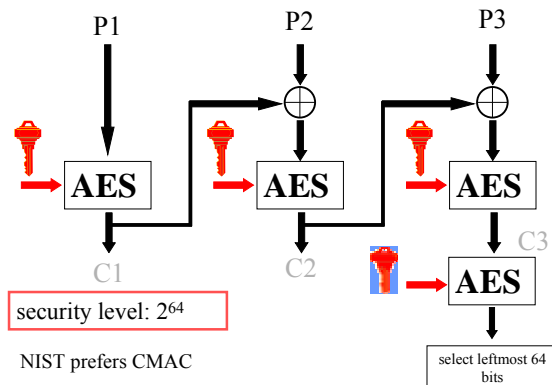 P1 P2 P3
AES AES AES
C1 C2 C3
AES
security level: 2⁶⁴
NIST prefers CMAC
select leftmost 64
bits